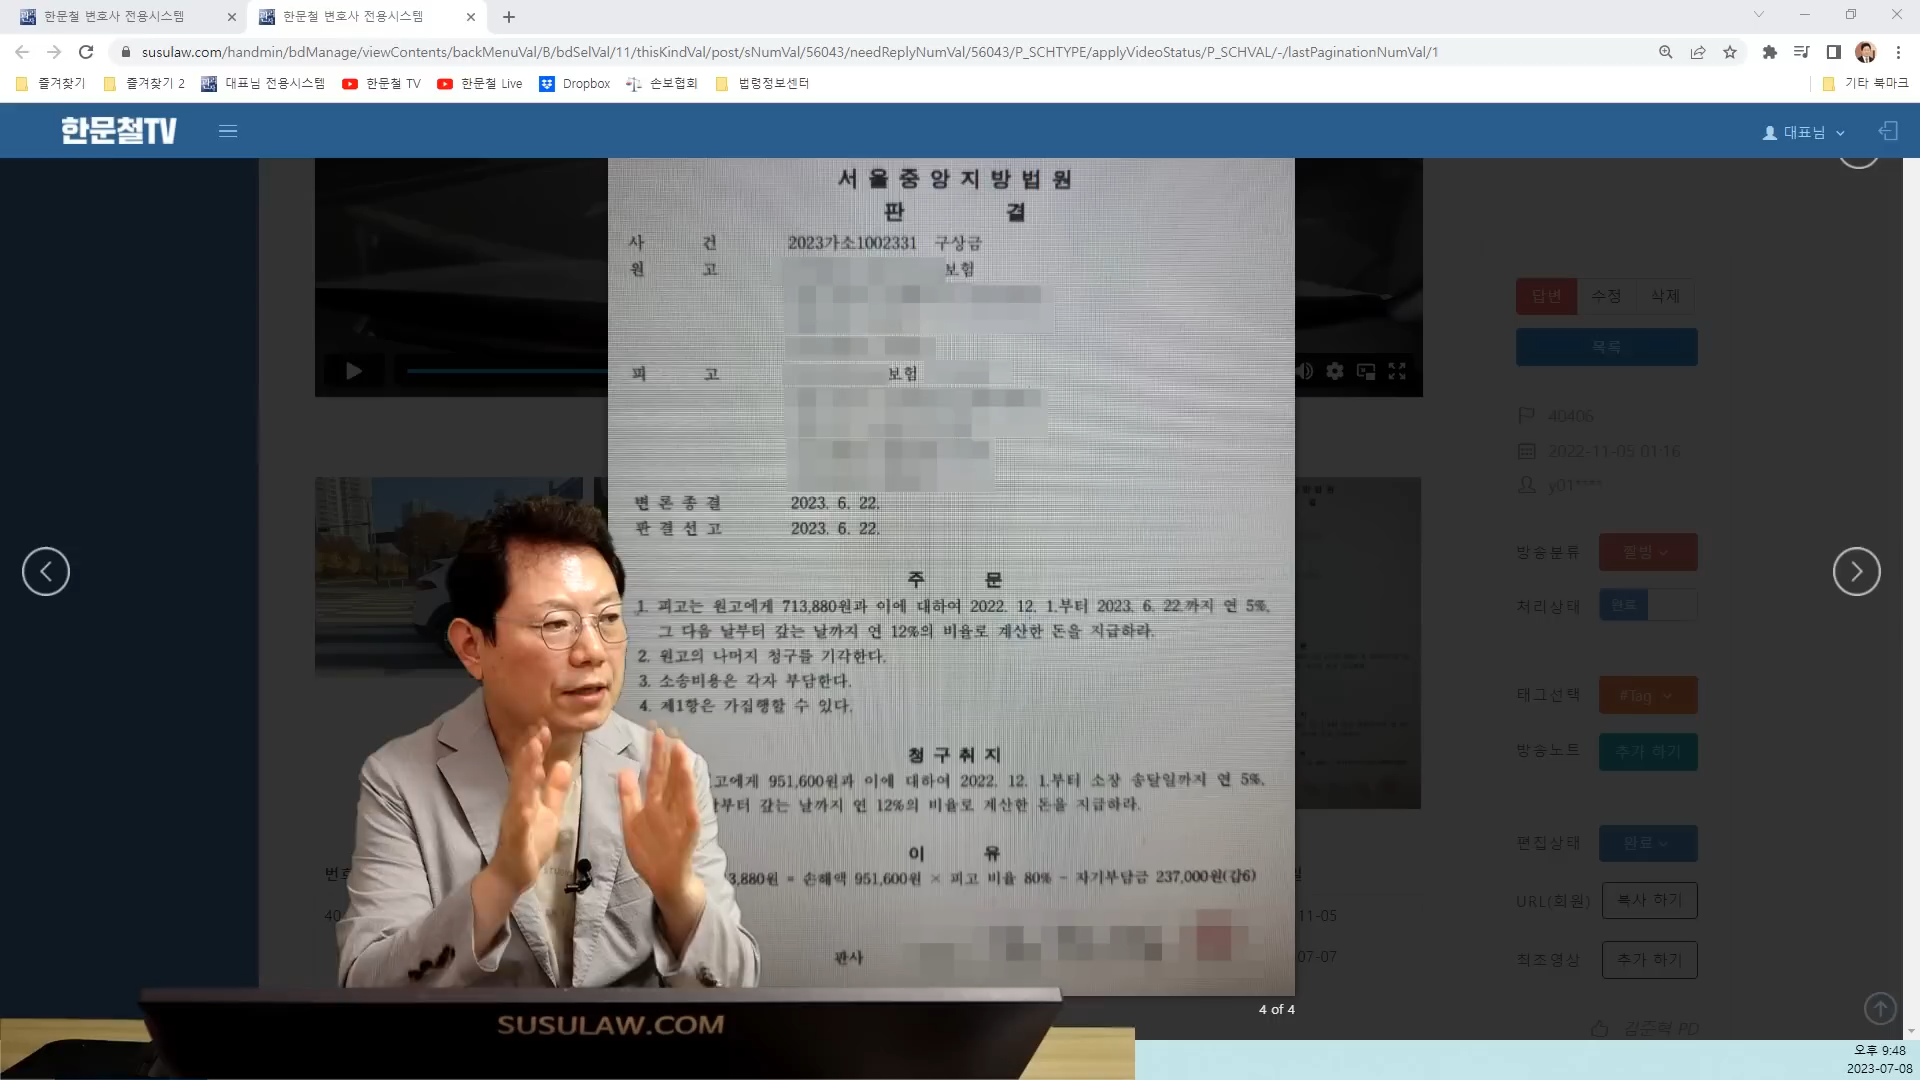 한문철 변호사 전용시스템
한문철 변호사 전용시스템
susulaw.com/handmin/bdManage/viewContents/backMenuVal/B/bdSelVal/11/thisKindVal/post/sNumVal/56043/needReplyNumVal/56043/P_SCHTYPE/applyVideoStatus/P_SCHVAL/-/lastPaginationNumVal/1
즐겨찾기
즐겨찾기 2
대표님 전용시스템
한문철 TV
한문철 Live
Dropbox
손보협회
법령정보센터
기타 북마크
한문철TV
대표님
서울중앙지방법원
판 결
사 건 2023가소1002331 구상금
원 고 보험
피 고 보험
변론종결 2023. 6. 22.
판결선고 2023. 6. 22.
주 문
1. 피고는 원고에게 713,880원과 이에 대하여 2022. 12. 1.부터 2023. 6. 22.까지 연 5%,
그 다음 날부터 갚는 날까지 연 12%의 비율로 계산한 돈을 지급하라.
2. 원고의 나머지 청구를 기각한다.
3. 소송비용은 각자 부담한다.
4. 제1항은 가집행할 수 있다.
청구취지
고에게 951,600원과 이에 대하여 2022. 12. 1.부터 소장 송달일까지 연 5%,
부터 갚는 날까지 연 12%의 비율로 계산한 돈을 지급하라.
이 유
3,880원 = 손해액 951,600원 × 피고 비율 80% - 자기부담금 237,000원(갑6)
판사
4 of 4
답변
수정
삭제
목록
40406
2022-11-05 01:16
y01****
방송분류
처리상태 완료
태그선택 #Tag
방송노트 추가 하기
편집상태 완료
URL(회원) 복사 하기
최조영상 추가 하기
김준혁 PD
번호
40
11-05
07-07
SUSULAW.COM
오후 9:48
2023-07-08